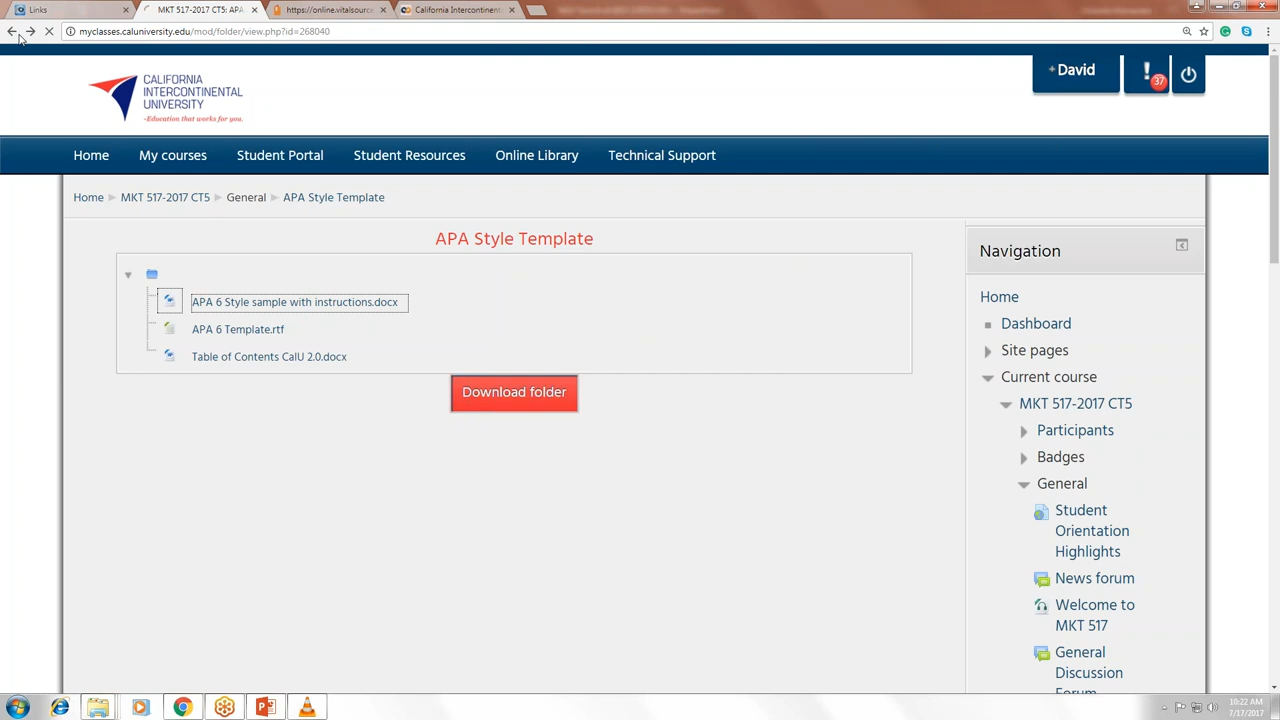 Links
MKT 517-2017 CT5: APA
https://online.vitalsource
California Intercontinent
myclasses.caluniversity.edu/mod/folder/view.php?id=268040
CALIFORNIA
INTERCONTINENTAL
UNIVERSITY
-Education that works for you.
David
!
37
Home
My courses
Student Portal
Student Resources
Online Library
Technical Support
Home
MKT 517-2017 CT5
General
APA Style Template
APA Style Template
APA 6 Style sample with instructions.docx
APA 6 Template.rtf
Table of Contents CalU 2.0.docx
Download folder
Navigation
Home
Dashboard
Site pages
Current course
MKT 517-2017 CT5
Participants
Badges
General
Student
Orientation
Highlights
News forum
Welcome to
MKT 517
General
Discussion
Forum
10:22 AM
7/17/2017